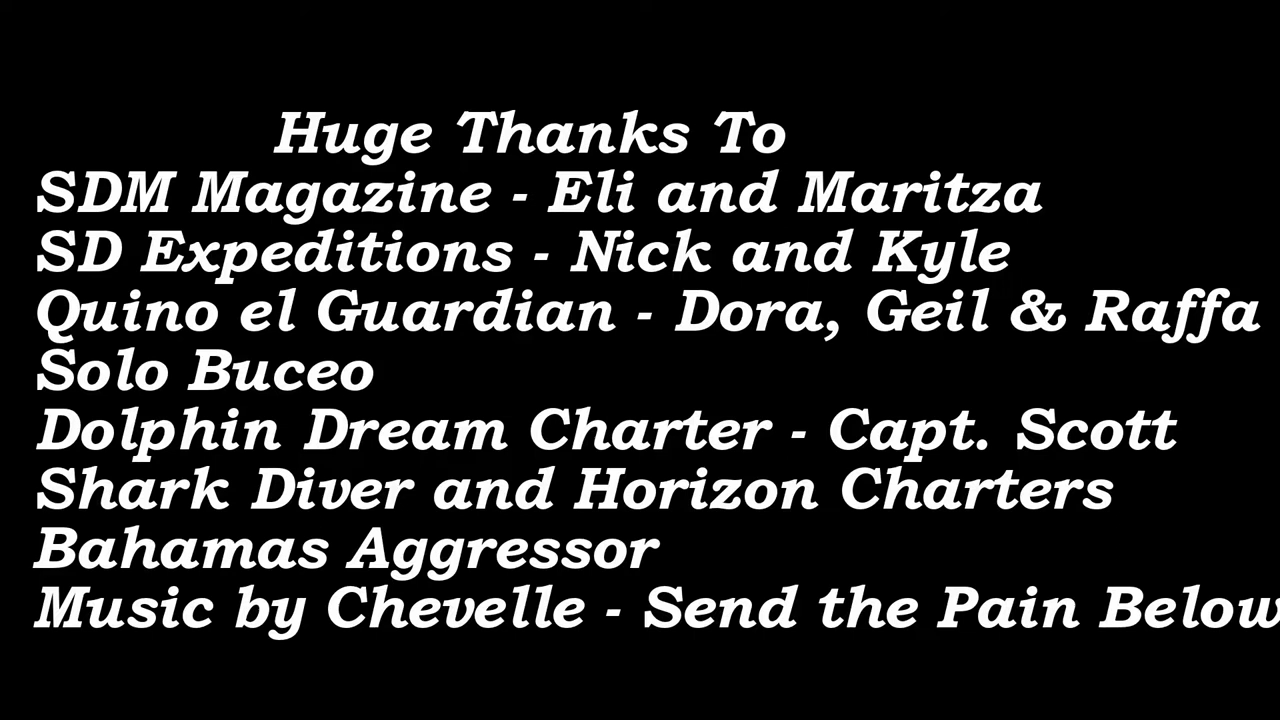 Huge Thanks To
SDM Magazine - Eli and Maritza
SD Expeditions - Nick and Kyle
Quino el Guardian - Dora, Geil & Raffa
Solo Buceo
Dolphin Dream Charter - Capt. Scott
Shark Diver and Horizon Charters
Bahamas Aggressor
Music by Chevelle - Send the Pain Below